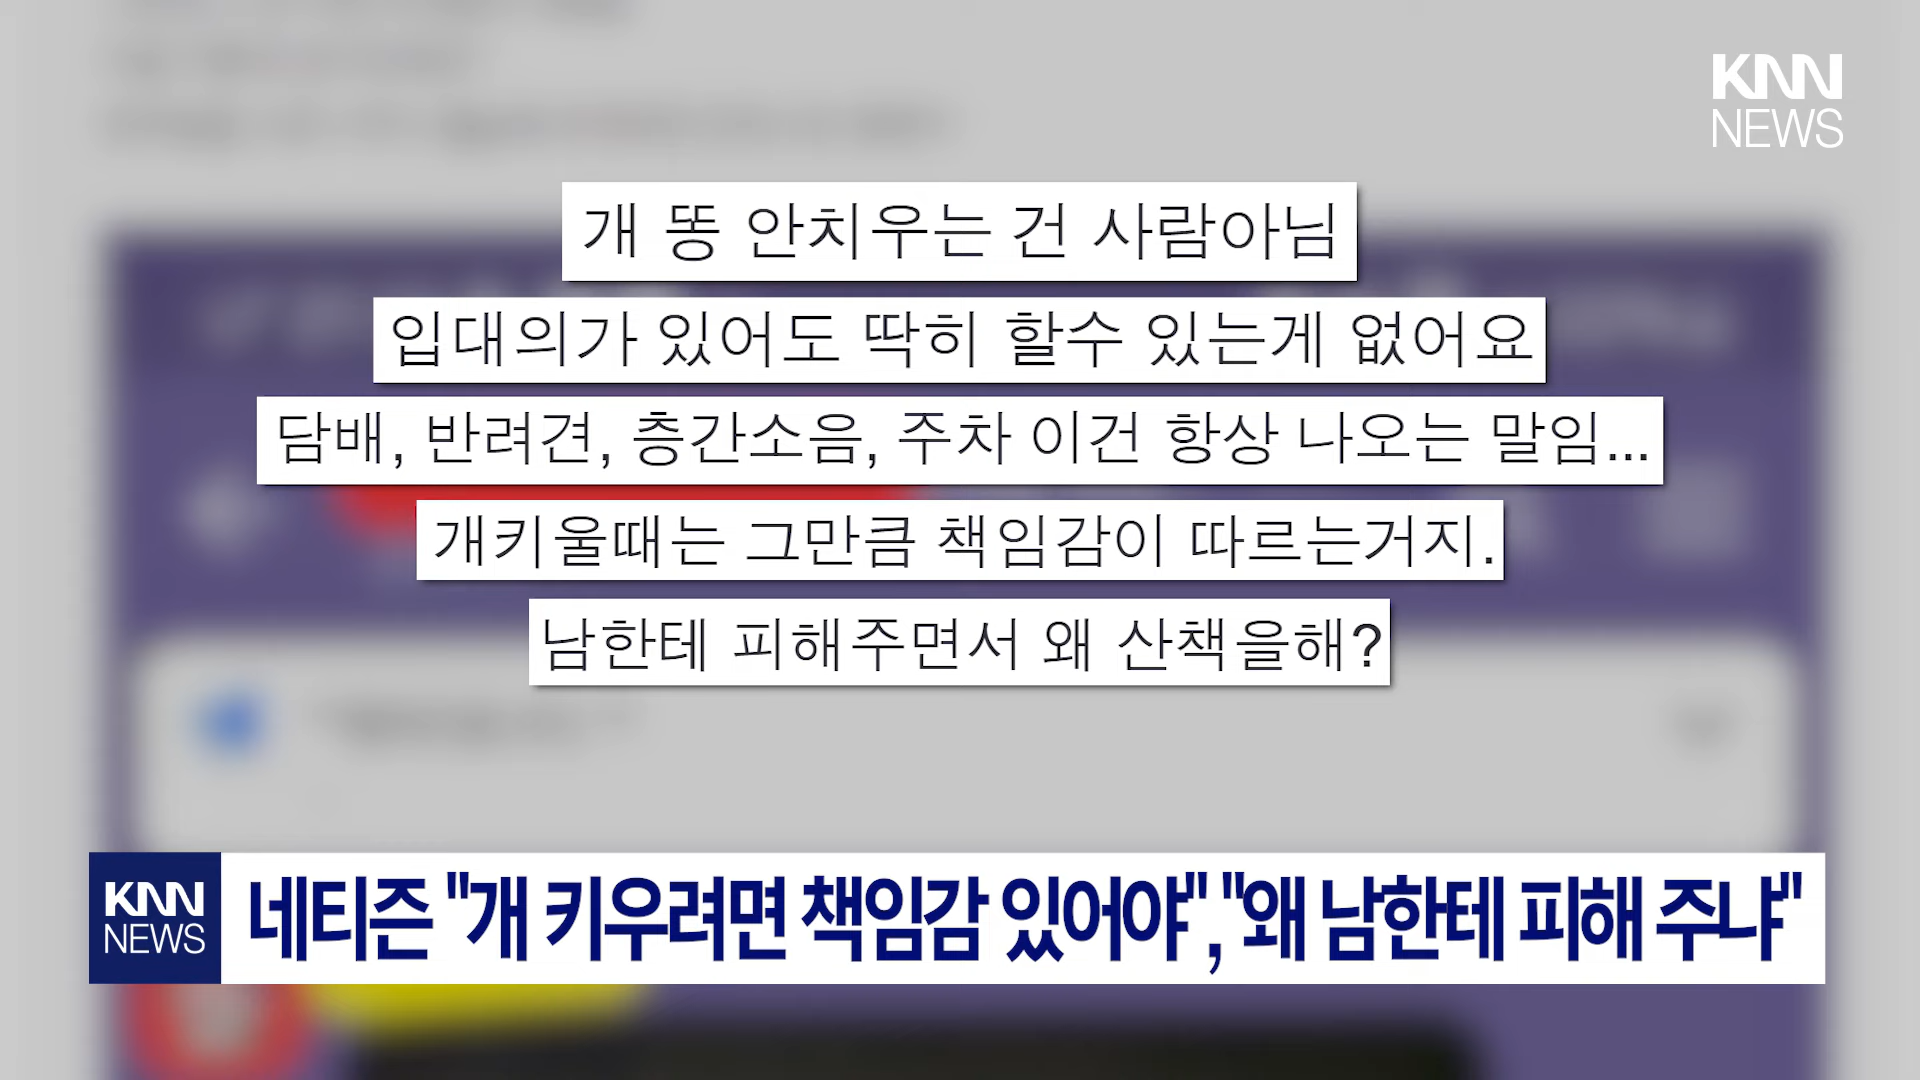 KNN
NEWS
개 똥 안치우는 건 사람아님
입대의가 있어도 딱히 할수 있는게 없어요
담배, 반려견, 층간소음, 주차 이건 항상 나오는 말임...
개키울때는 그만큼 책임감이 따르는거지.
남한테 피해주면서 왜 산책을해?
KNN
NEWS
네티즌 "개 키우려면 책임감 있어야","왜 남한테 피해 주냐"